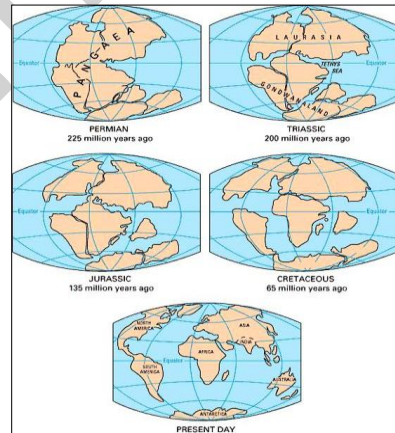 Equator
PANGAEA
PERMIAN
225 million years ago
LAURASIA
TETHYS
SEA
Equator
GONDWANALAND
TRIASSIC
200 million years ago
Equator
JURASSIC
135 million years ago
Equator
CRETACEOUS
65 million years ago
NORTH
AMERICA
ASIA
INDIA
AFRICA
Equator
SOUTH
AMERICA
AUSTRALIA
ANTARCTICA
PRESENT DAY